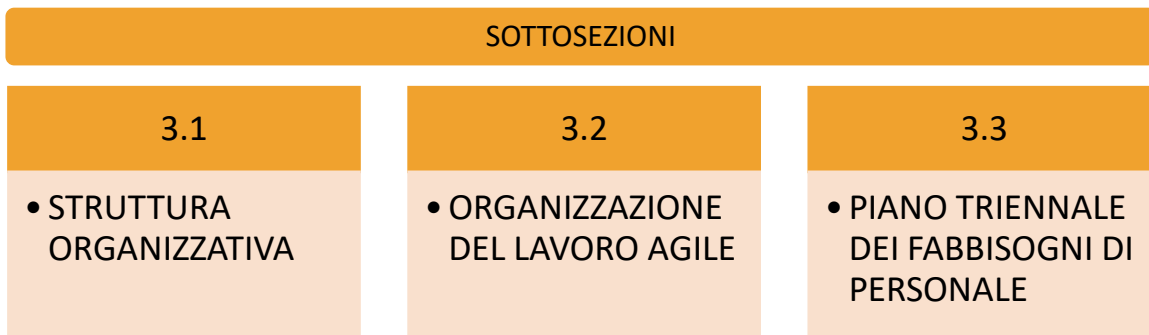 SOTTOSEZIONI
3.1
• STRUTTURA
ORGANIZZATIVA
3.2
• ORGANIZZAZIONE
DEL LAVORO AGILE
3.3
• PIANO TRIENNALE
DEI FABBISOGNI DI
PERSONALE